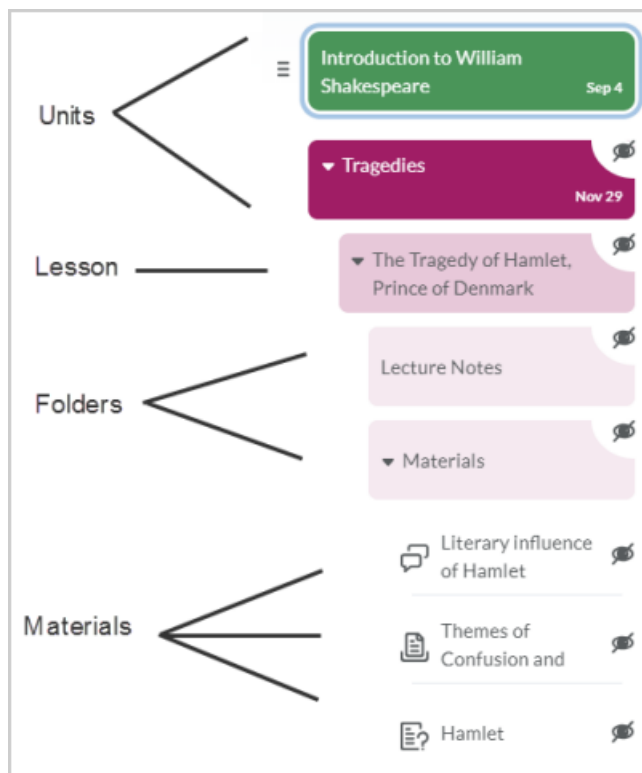 Introduction to William
Shakespeare
Sep 4
Units
Tragedies
Nov 29
Lesson
The Tragedy of Hamlet,
Prince of Denmark
Lecture Notes
Folders
Materials
Literary influence
of Hamlet
Materials
Themes of
Confusion and
Hamlet